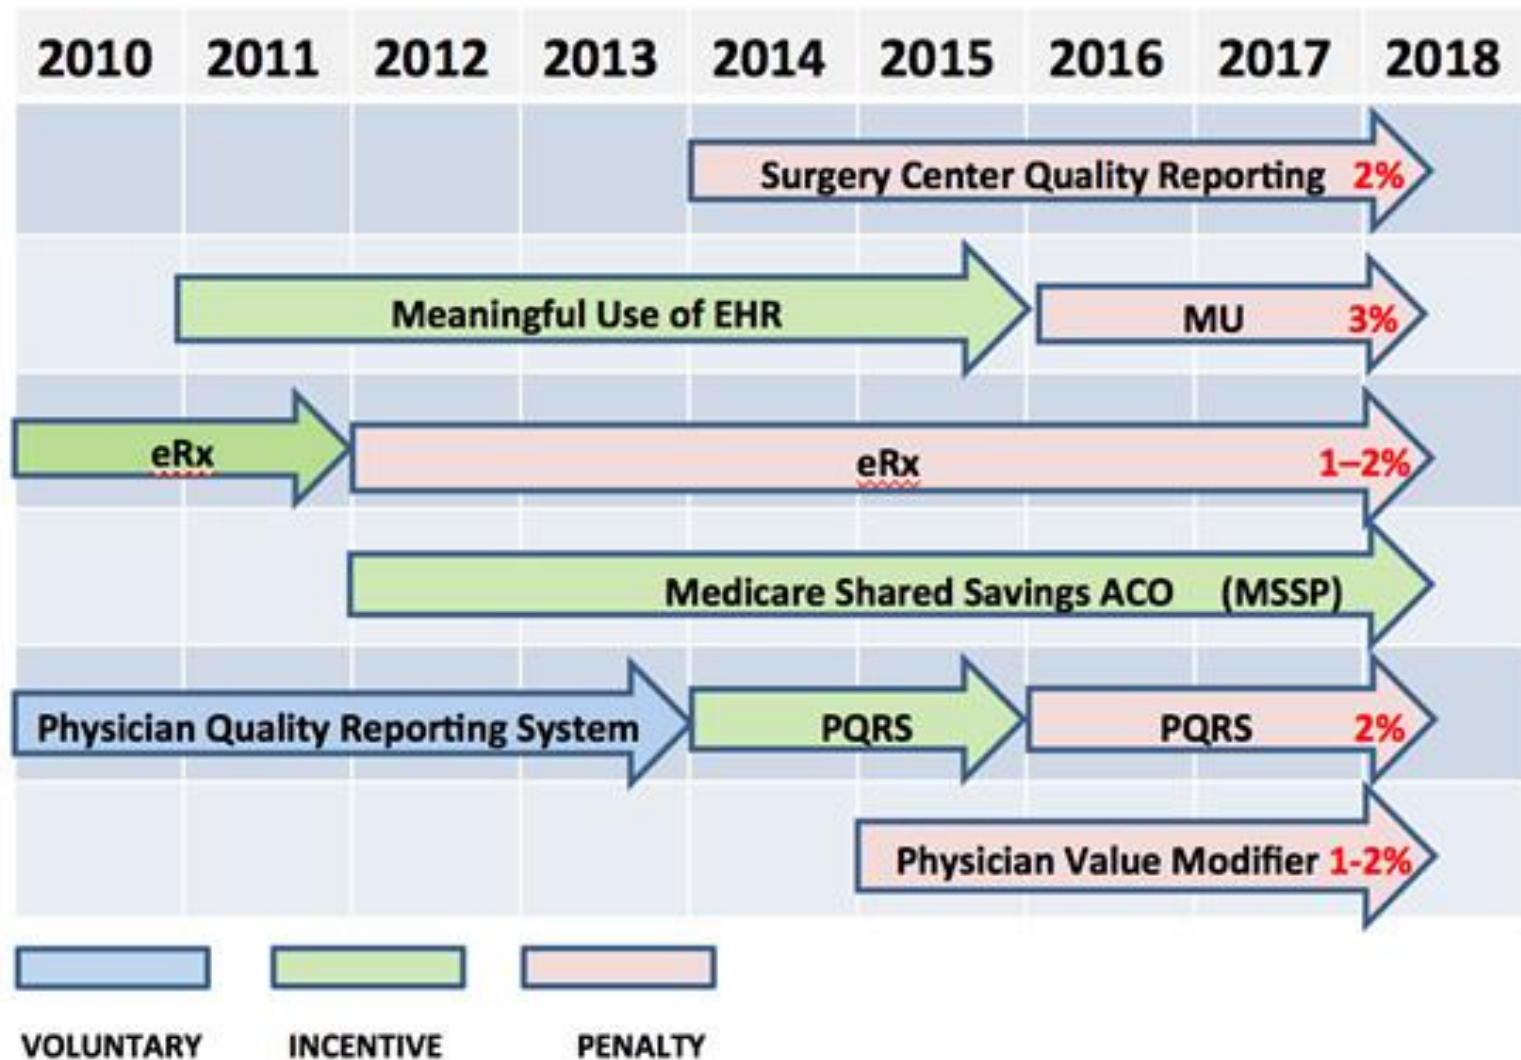 2010 2011 2012 2013 2014 2015 2016 2017 2018
Surgery Center Quality Reporting 2%
Meaningful Use of EHR MU 3%
eRx eRx 1–2%
Medicare Shared Savings ACO (MSSP)
Physician Quality Reporting System PQRS PQRS 2%
Physician Value Modifier 1-2%
VOLUNTARY INCENTIVE PENALTY